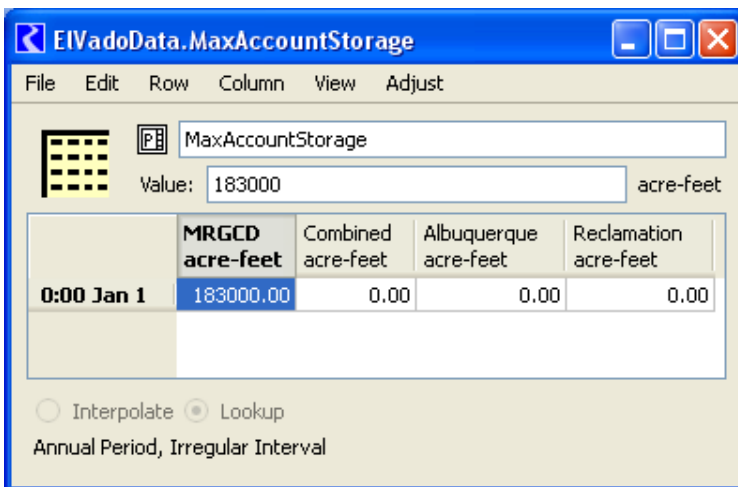 ElVadoData.MaxAccountStorage
File Edit Row Column View Adjust
MaxAccountStorage
Value: 183000 acre-feet
MRGCD Combined Albuquerque Reclamation
acre-feet acre-feet acre-feet acre-feet
0:00 Jan 1 183000.00 0.00 0.00 0.00
Interpolate Lookup
Annual Period, Irregular Interval